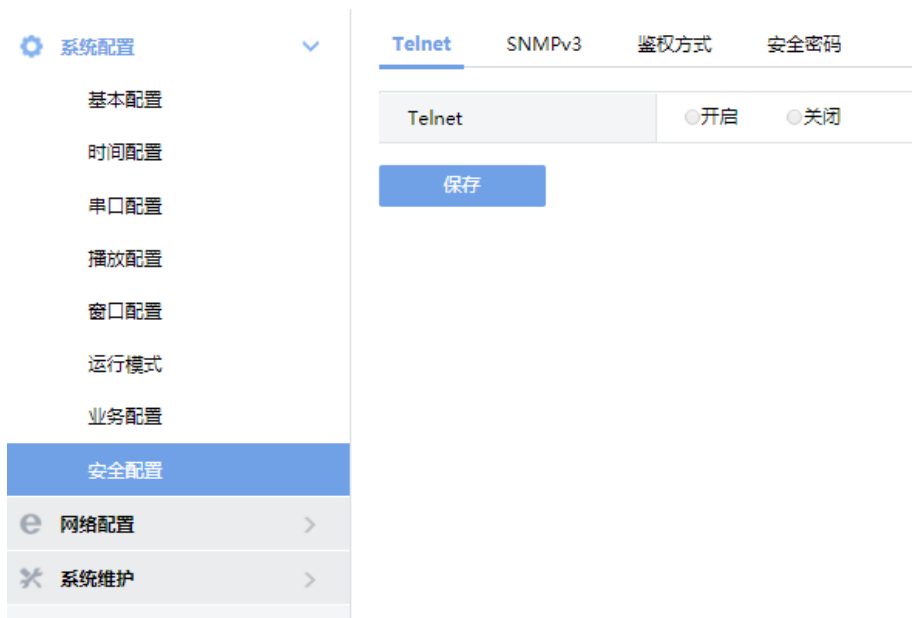 系统配置
基本配置
时间配置
串口配置
播放配置
窗口配置
运行模式
业务配置
安全配置
网络配置
系统维护
Telnet SNMPv3 鉴权方式 安全密码
Telnet 开启 关闭
保存